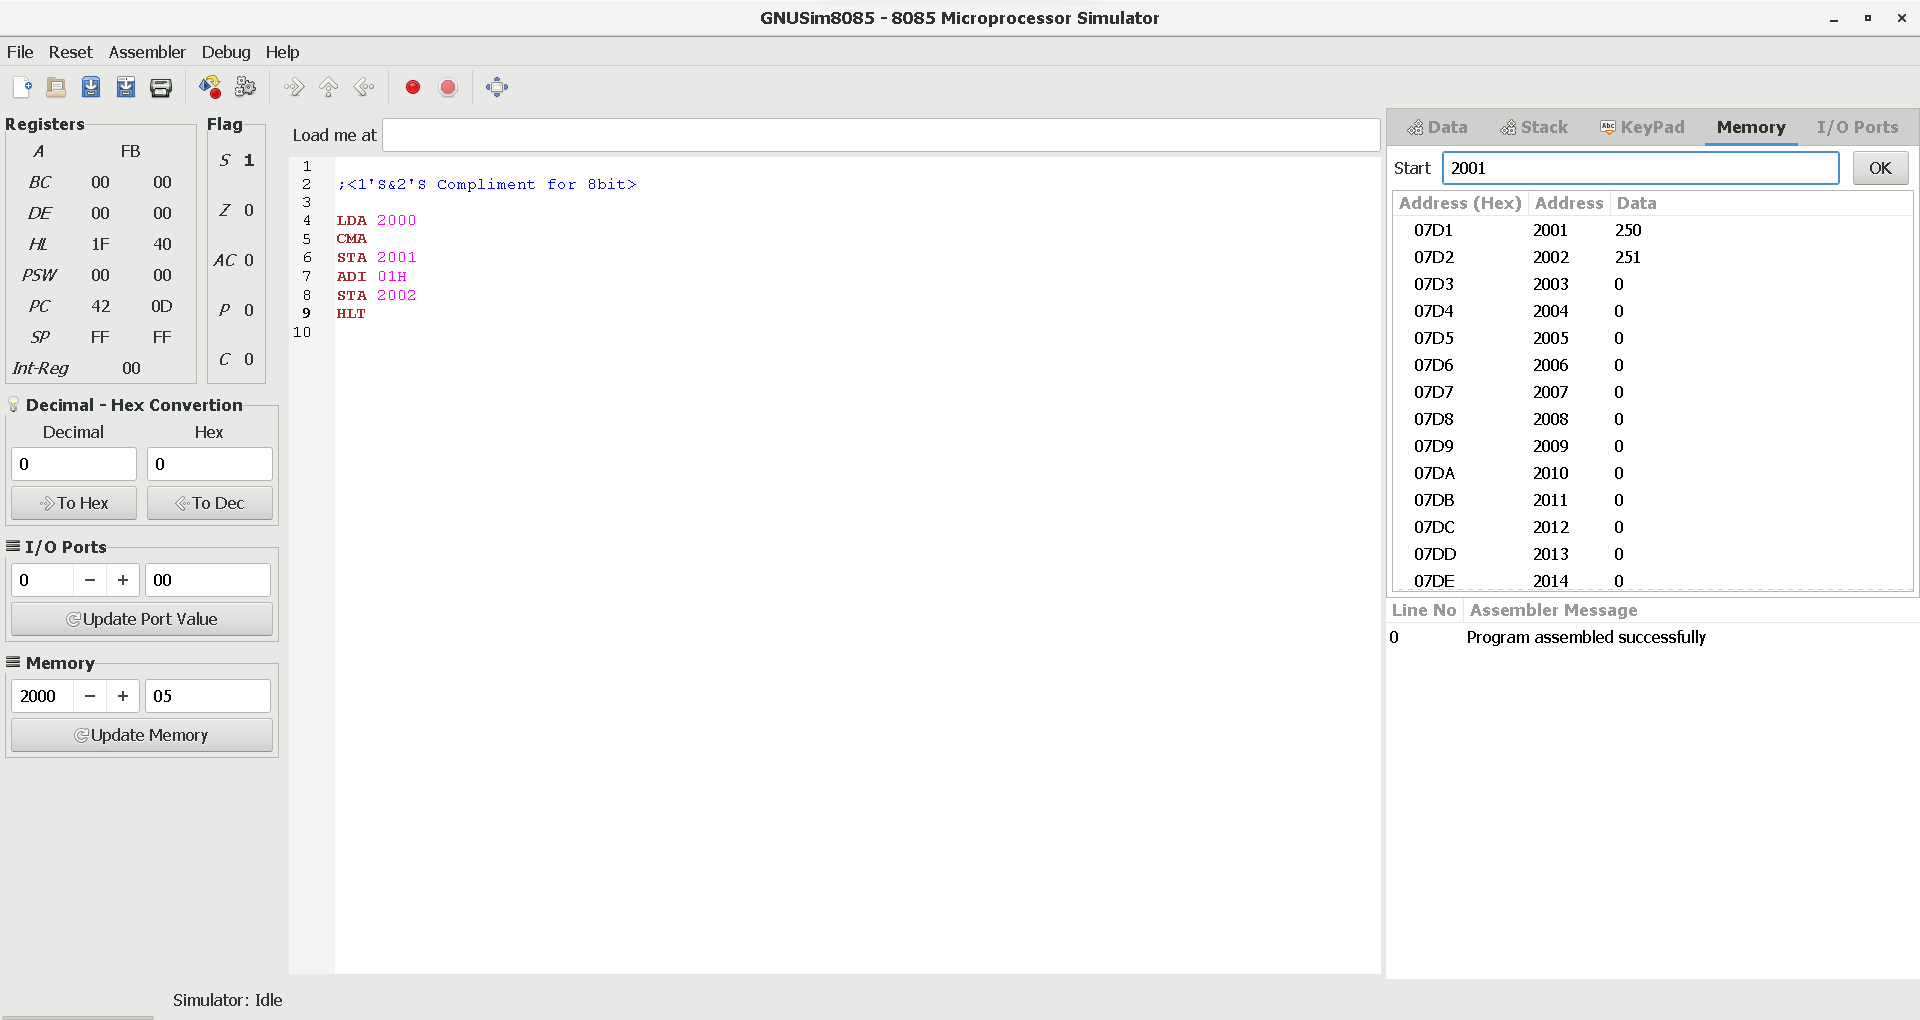 GNUSim8085 - 8085 Microprocessor Simulator
File Reset Assembler Debug Help
Registers
A FB
BC 00 00
DE 00 00
HL 1F 40
PSW 00 00
PC 42 0D
SP FF FF
Int-Reg 00
Flag
S 1
Z 0
AC 0
P 0
C 0
Decimal - Hex Convertion
Decimal Hex
0 0
To Hex To Dec
I/O Ports
0 − + 00
Update Port Value
Memory
2000 − + 05
Update Memory
Load me at
1
2 ;<1'S&2'S Compliment for 8bit>
3
4 LDA 2000
5 CMA
6 STA 2001
7 ADI 01H
8 STA 2002
9 HLT
10
Data Stack Abc KeyPad Memory I/O Ports
Start 2001 OK
Address (Hex) Address Data
07D1 2001 250
07D2 2002 251
07D3 2003 0
07D4 2004 0
07D5 2005 0
07D6 2006 0
07D7 2007 0
07D8 2008 0
07D9 2009 0
07DA 2010 0
07DB 2011 0
07DC 2012 0
07DD 2013 0
07DE 2014 0
Line No Assembler Message
0 Program assembled successfully
Simulator: Idle